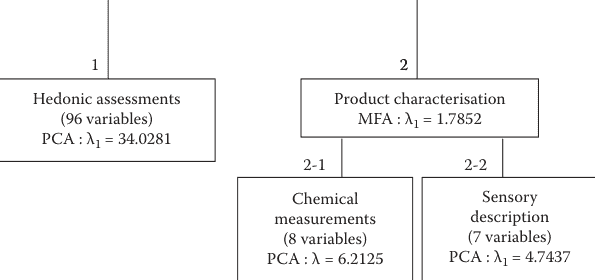 1
Hedonic assessments
(96 variables)
PCA : λ₁ = 34.0281
2
Product characterisation
MFA : λ₁ = 1.7852
2-1
Chemical
measurements
(8 variables)
PCA : λ = 6.2125
2-2
Sensory
description
(7 variables)
PCA : λ₁ = 4.7437